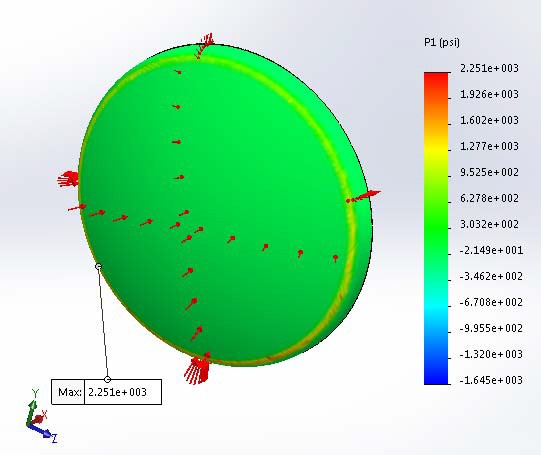 P1 (psi)
2.251e+003
1.926e+003
1.602e+003
1.277e+003
9.525e+002
6.278e+002
3.032e+002
-2.149e+001
-3.462e+002
-6.708e+002
-9.955e+002
-1.320e+003
-1.645e+003
Max: 2.251e+003
Y
X
Z